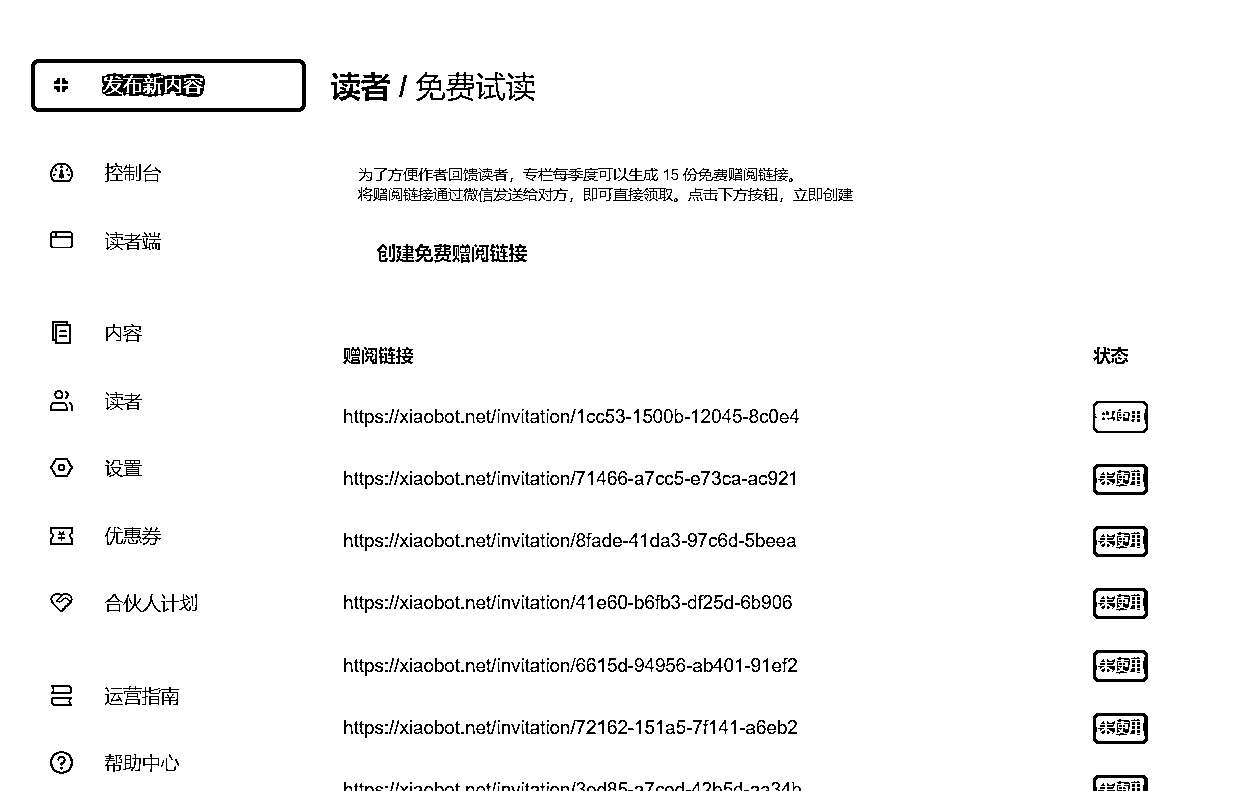 发布新内容
读者 / 免费试读
控制台
读者端
内容
读者
设置
优惠券
合伙人计划
运营指南
帮助中心
为了方便作者回馈读者，专栏每季度可以生成 15 份免费赠阅链接。
将赠阅链接通过微信发送给对方，即可直接领取。点击下方按钮，立即创建
创建免费赠阅链接
赠阅链接
状态
https://xiaobot.net/invitation/1cc53-1500b-12045-8c0e4
https://xiaobot.net/invitation/71466-a7cc5-e73ca-ac921
未使用
https://xiaobot.net/invitation/8fade-41da3-97c6d-5beea
未使用
https://xiaobot.net/invitation/41e60-b6fb3-df25d-6b906
未使用
https://xiaobot.net/invitation/6615d-94956-ab401-91ef2
未使用
https://xiaobot.net/invitation/72162-151a5-7f141-a6eb2
未使用